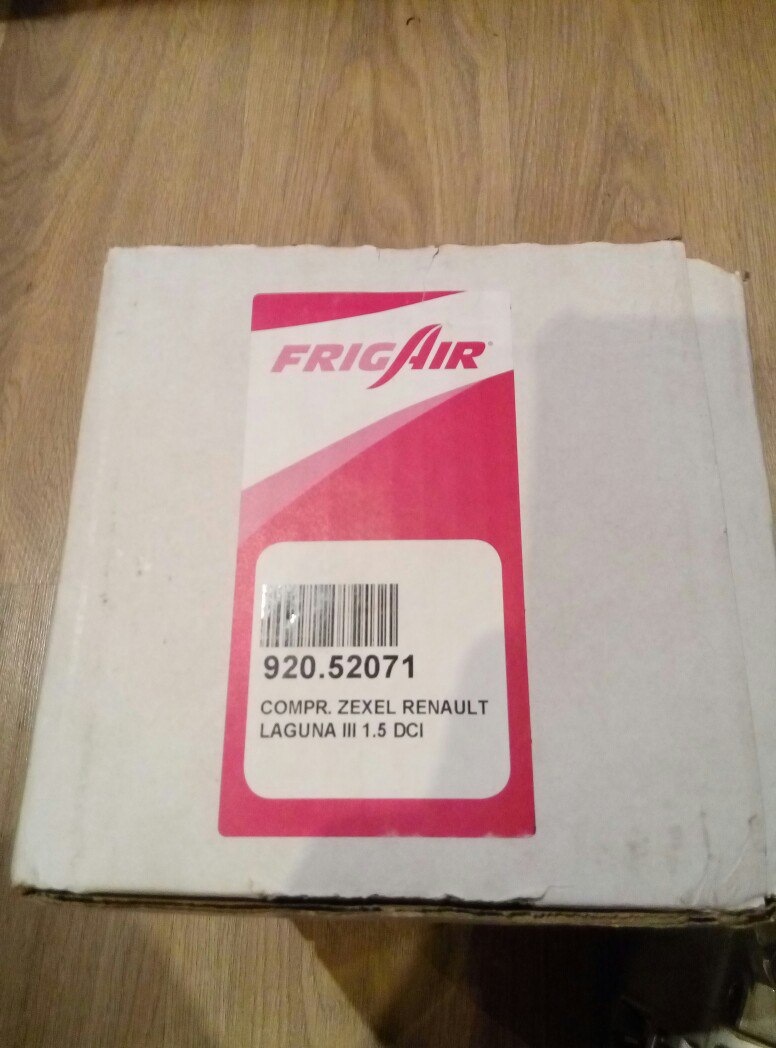 FRIGAIR
920.52071
COMPR. ZEXEL RENAULT
LAGUNA III 1.5 DCI